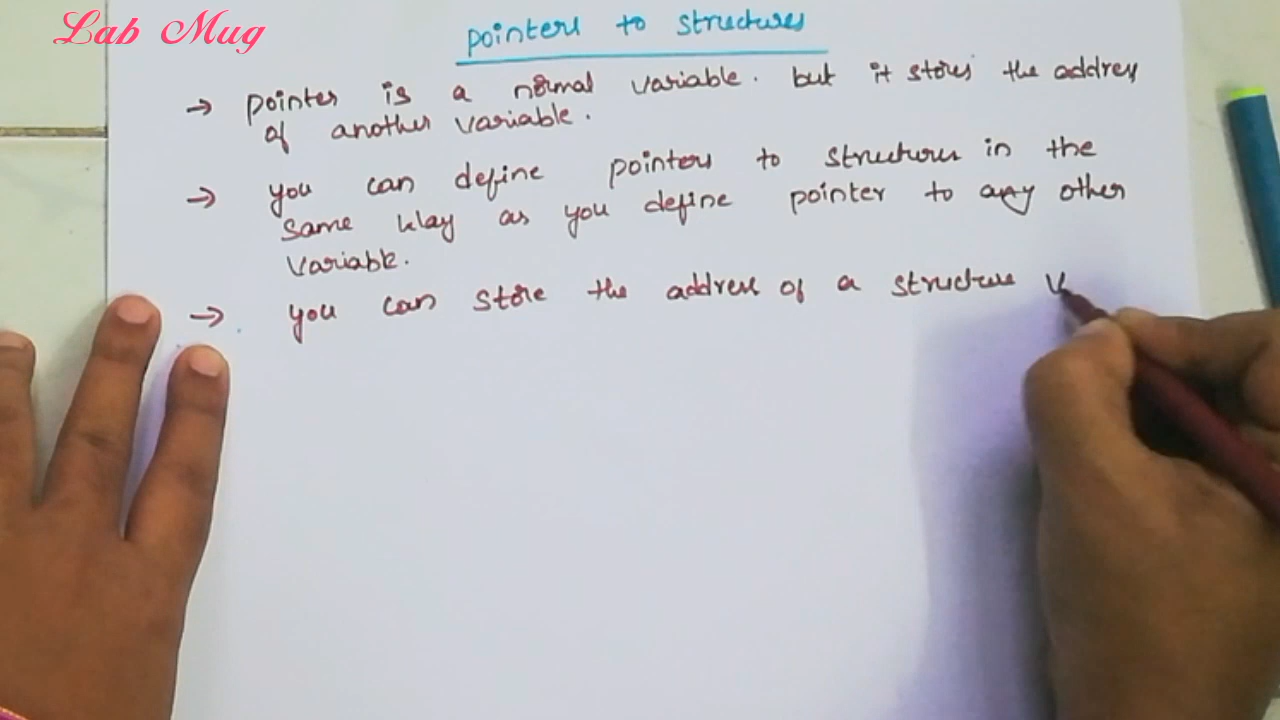 Lab Mug
pointers to structures
→ pointer is a normal variable. but it stores the address
of another variable.
→ you can define pointers to structures in the
same way as you define pointer to any other
variable.
→ you can store the address of a structure v